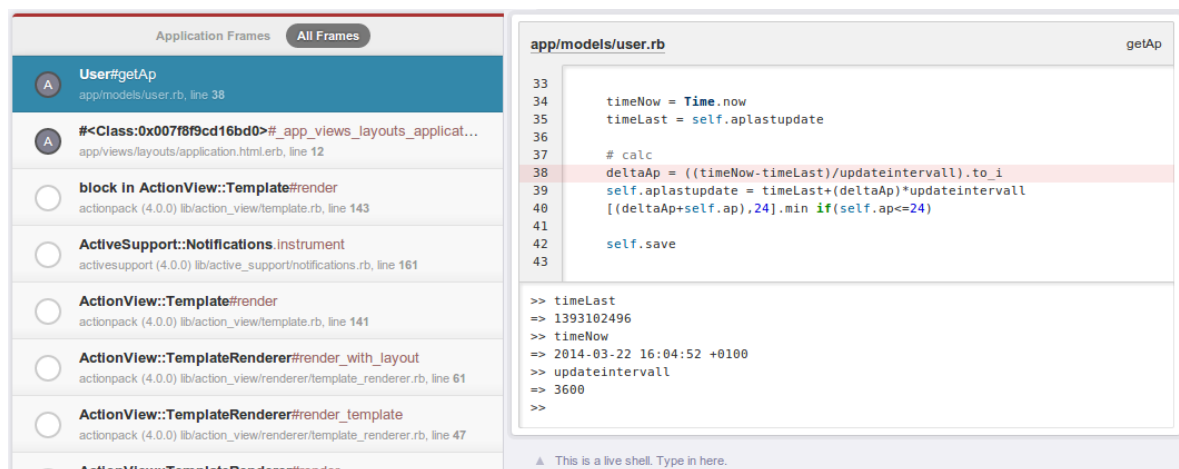 Application Frames All Frames
A
User#getAp
app/models/user.rb, line 38
A
#<Class:0x007f8f9cd16bd0>#_app_views_layouts_applicat...
app/views/layouts/application.html.erb, line 12
block in ActionView::Template#render
actionpack (4.0.0) lib/action_view/template.rb, line 143
ActiveSupport::Notifications.instrument
activesupport (4.0.0) lib/active_support/notifications.rb, line 161
ActionView::Template#render
actionpack (4.0.0) lib/action_view/template.rb, line 141
ActionView::TemplateRenderer#render_with_layout
actionpack (4.0.0) lib/action_view/renderer/template_renderer.rb, line 61
ActionView::TemplateRenderer#render_template
actionpack (4.0.0) lib/action_view/renderer/template_renderer.rb, line 47
ActionView::TemplateRenderer#render
app/models/user.rb getAp
33
34 timeNow = Time.now
35 timeLast = self.aplastupdate
36
37 # calc
38 deltaAp = ((timeNow-timeLast)/updateintervall).to_i
39 self.aplastupdate = timeLast+(deltaAp)*updateintervall
40 [(deltaAp+self.ap),24].min if(self.ap<=24)
41
42 self.save
43
>> timeLast
=> 1393102496
>> timeNow
=> 2014-03-22 16:04:52 +0100
>> updateintervall
=> 3600
>>
▲ This is a live shell. Type in here.